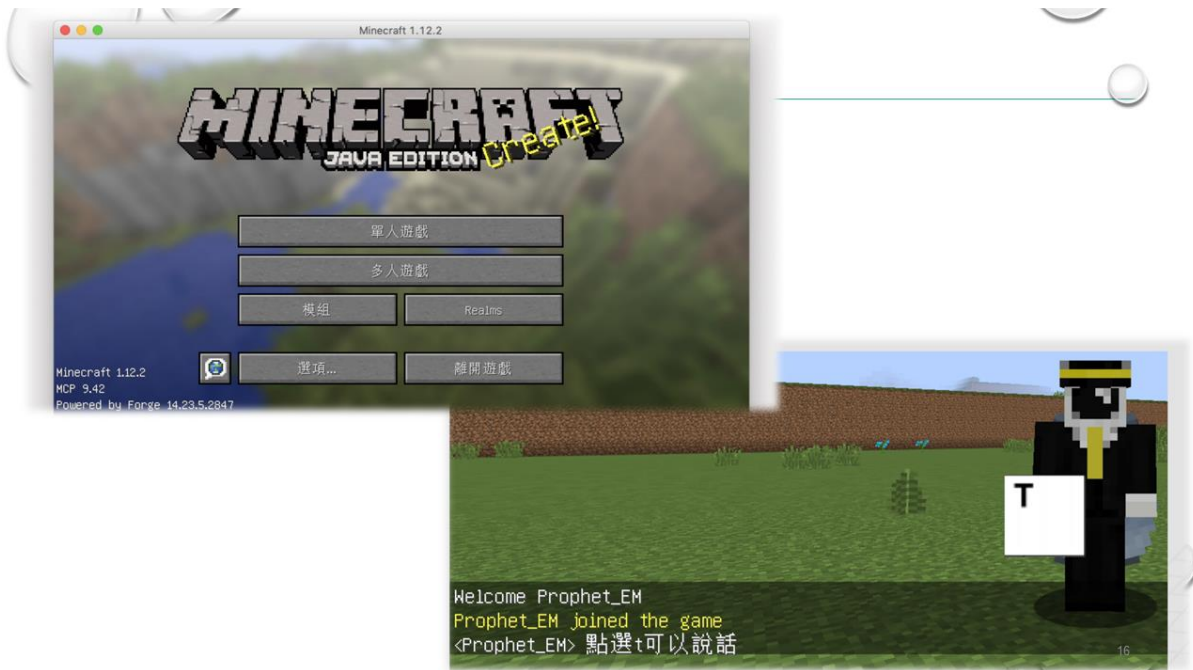 Minecraft 1.12.2
MINECRAFT
JAVA EDITION
Create!
單人遊戲
多人遊戲
模組
Realms
選項...
離開遊戲
Minecraft 1.12.2
MCP 9.42
Powered by Forge 14.23.5.2847
T
Welcome Prophet_EM
Prophet_EM joined the game
<Prophet_EM> 點選t可以說話
16